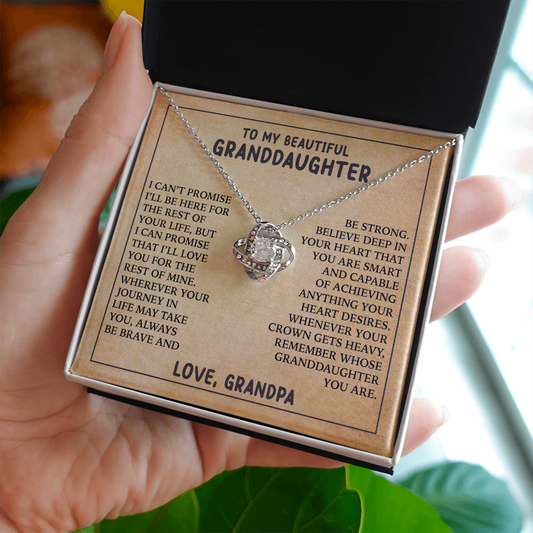 TO MY BEAUTIFUL
GRANDDAUGHTER
I CAN'T PROMISE
I'LL BE HERE FOR
THE REST OF
YOUR LIFE, BUT
I CAN PROMISE
THAT I'LL LOVE
YOU FOR THE
REST OF MINE.
WHEREVER YOUR
JOURNEY IN
LIFE MAY TAKE
YOU, ALWAYS
BE BRAVE AND
BE STRONG.
BELIEVE DEEP IN
YOUR HEART THAT
YOU ARE SMART
AND CAPABLE
OF ACHIEVING
ANYTHING YOUR
HEART DESIRES.
WHENEVER YOUR
CROWN GETS HEAVY,
REMEMBER WHOSE
GRANDDAUGHTER
YOU ARE.
LOVE, GRANDPA